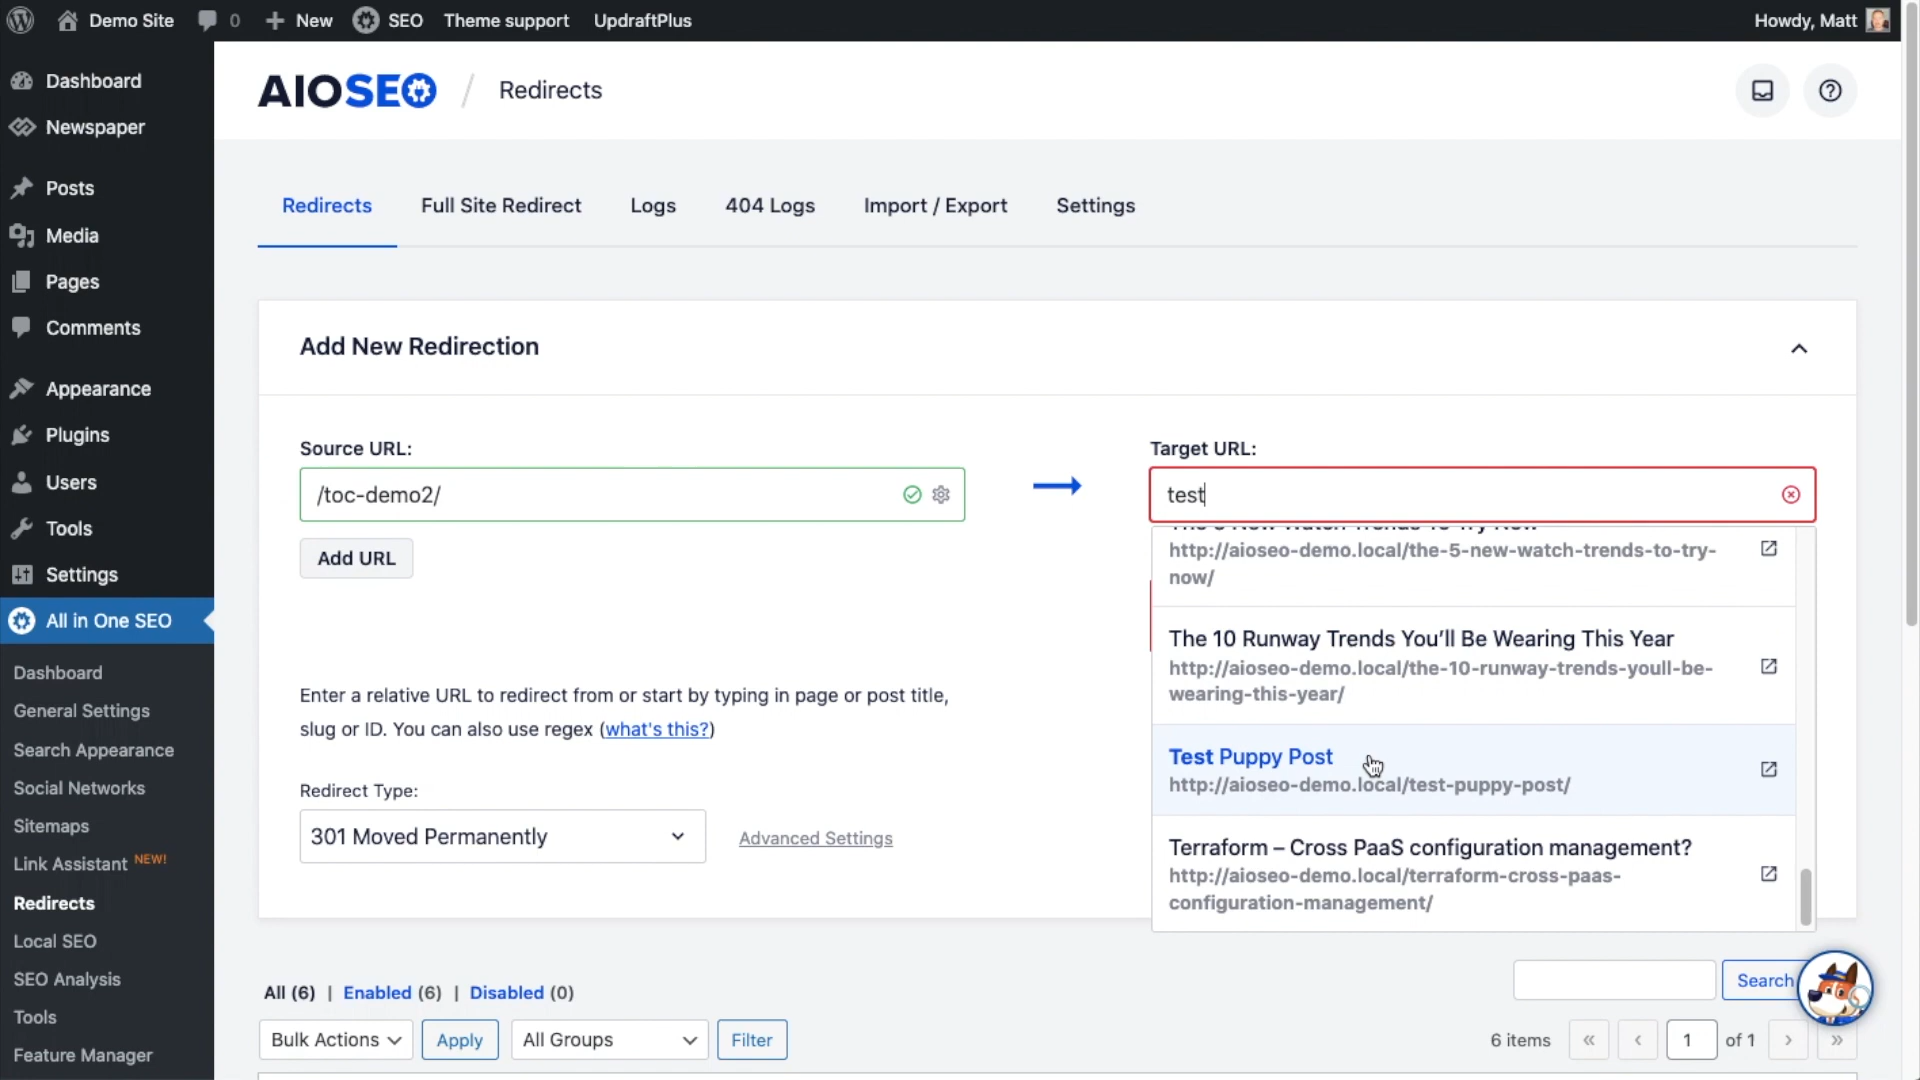 Demo Site 0 New SEO Theme support UpdraftPlus Howdy, Matt
Dashboard
Newspaper
Posts
Media
Pages
Comments
Appearance
Plugins
Users
Tools
Settings
All in One SEO
Dashboard
General Settings
Search Appearance
Social Networks
Sitemaps
Link Assistant NEW!
Redirects
Local SEO
SEO Analysis
Tools
Feature Manager
AIOSEO / Redirects
Redirects Full Site Redirect Logs 404 Logs Import / Export Settings
Add New Redirection
Source URL:
/toc-demo2/
Add URL
Enter a relative URL to redirect from or start by typing in page or post title,
slug or ID. You can also use regex (what's this?)
Redirect Type:
301 Moved Permanently
Advanced Settings
Target URL:
test
The 5 New Watch Trends To Try Now
http://aioseo-demo.local/the-5-new-watch-trends-to-try-
now/
The 10 Runway Trends You’ll Be Wearing This Year
http://aioseo-demo.local/the-10-runway-trends-youll-be-
wearing-this-year/
Test Puppy Post
http://aioseo-demo.local/test-puppy-post/
Terraform – Cross PaaS configuration management?
http://aioseo-demo.local/terraform-cross-paas-
configuration-management/
All (6) | Enabled (6) | Disabled (0)
Search
Bulk Actions Apply All Groups Filter
6 items « ‹ 1 of 1 › »